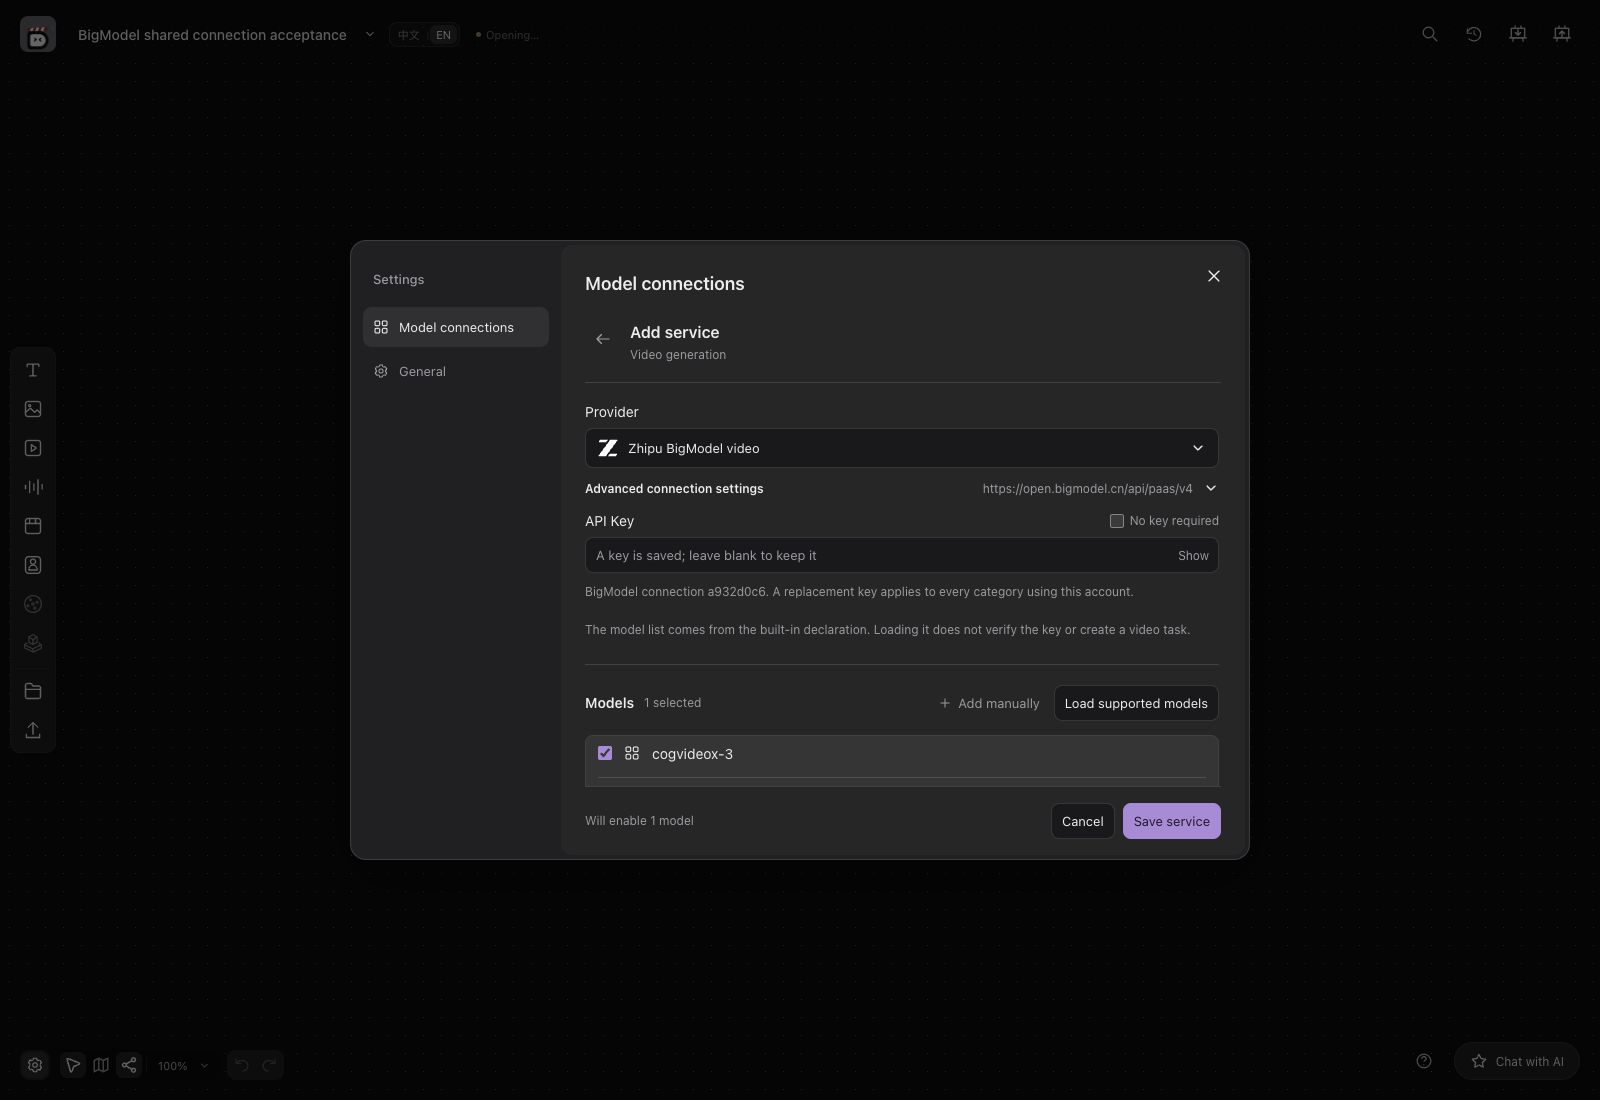 BigModel shared connection acceptance
中文 EN
Opening...
Settings
Model connections
General
Model connections
Add service
Video generation
Provider
Zhipu BigModel video
Advanced connection settings
https://open.bigmodel.cn/api/paas/v4
API Key
No key required
A key is saved; leave blank to keep it
Show
BigModel connection a932d0c6. A replacement key applies to every category using this account.
The model list comes from the built-in declaration. Loading it does not verify the key or create a video task.
Models 1 selected
Add manually
Load supported models
cogvideox-3
Will enable 1 model
Cancel
Save service
100%
Chat with AI